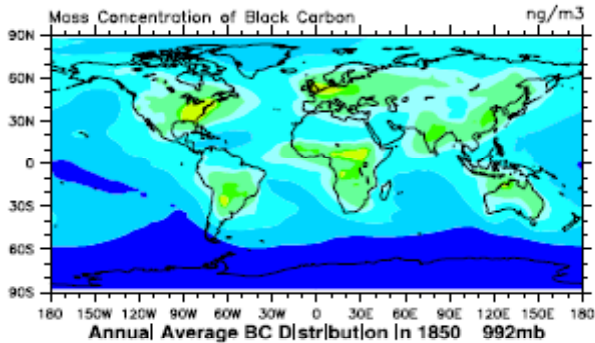 Mass Concentration of Black Carbon ng/m3
90N
60N
30N
0
30S
60S
90S
180 150W 120W 90W 60W 30W 0 30E 60E 90E 120E 150E 180
Annual Average BC Distribution in 1850 992mb